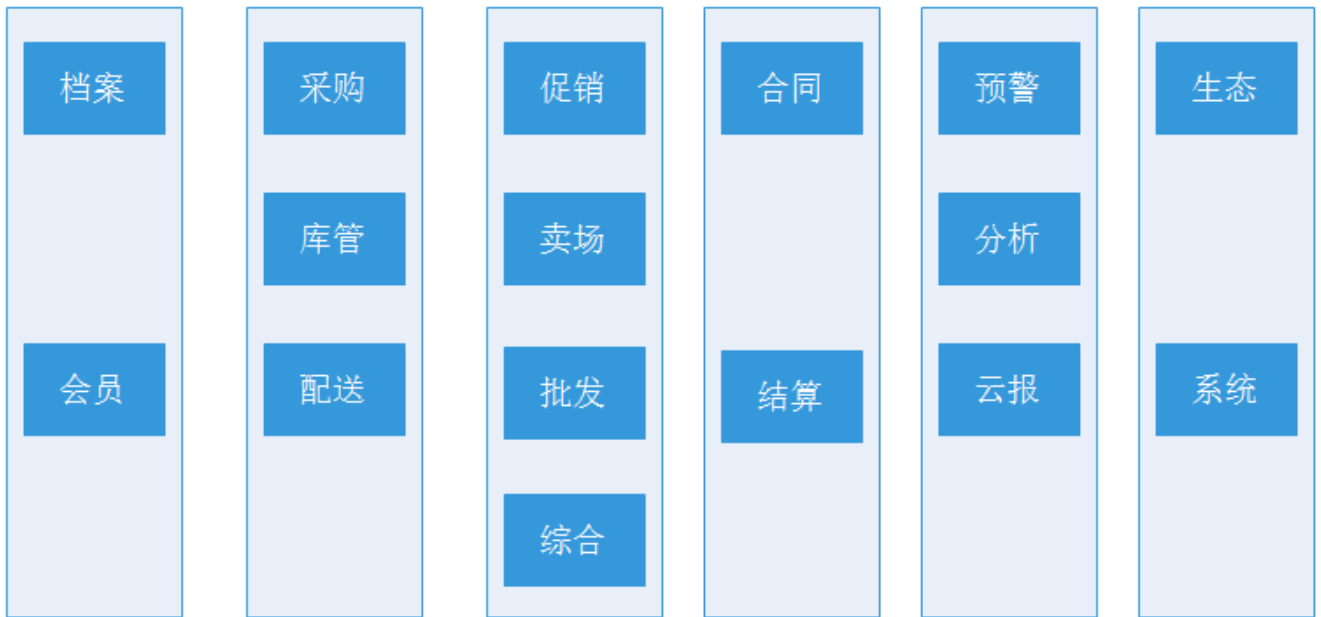 档案
采购
促销
合同
预警
生态
库管
卖场
分析
会员
配送
批发
结算
云报
系统
综合